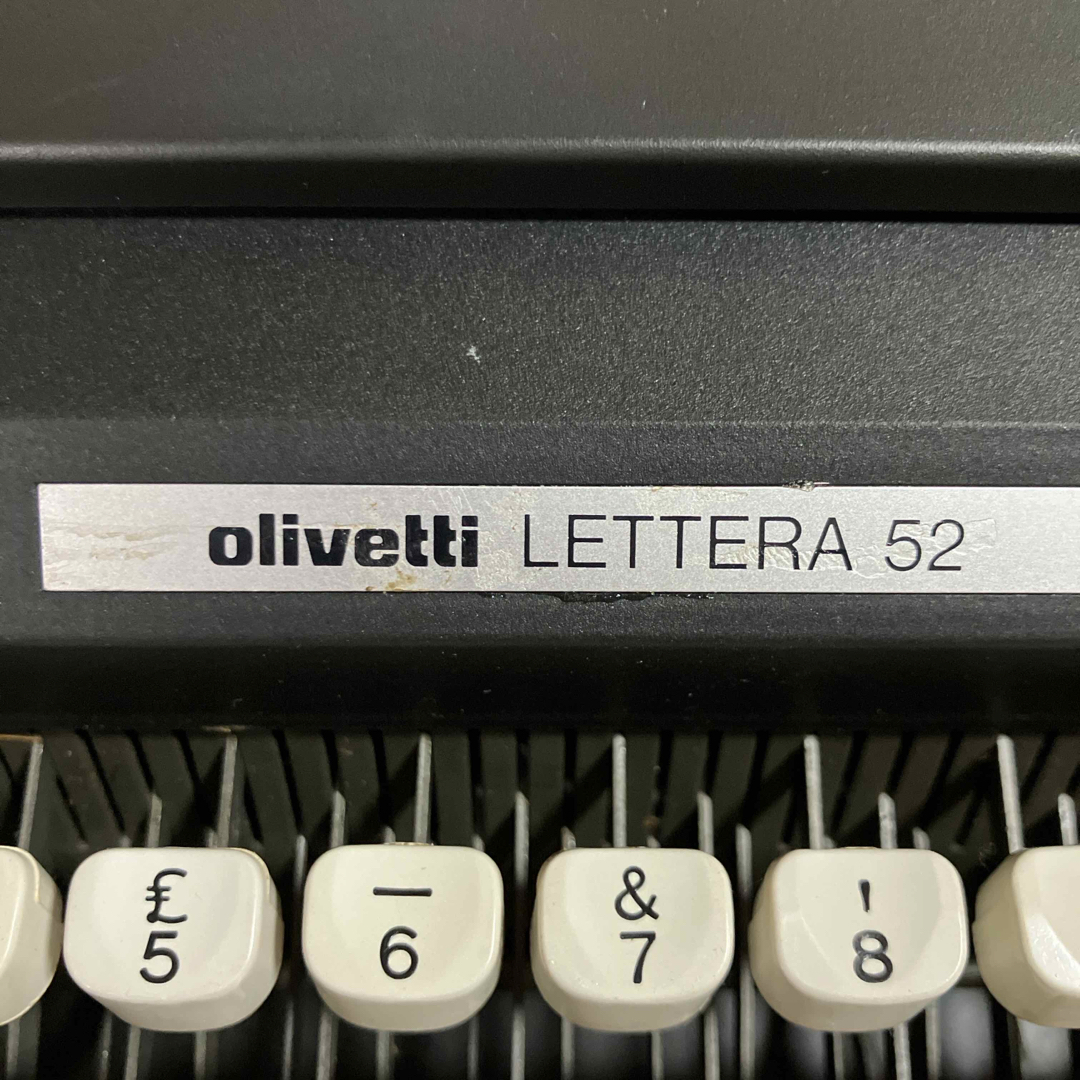 olivetti LETTERA 52
£ — & '
5 6 7 8